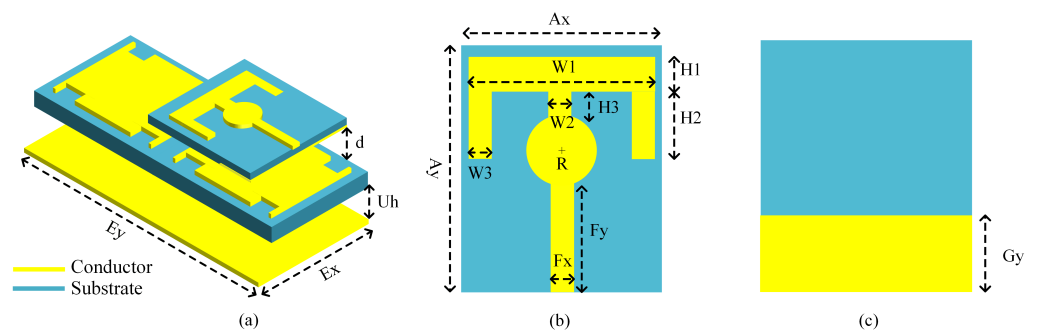 d
Uh
Ey
Ex
Conductor
Substrate
(a)
Ax
Ay
W1
H1
H2
H3
W2
R
W3
Fy
Fx
(b)
Gy
(c)